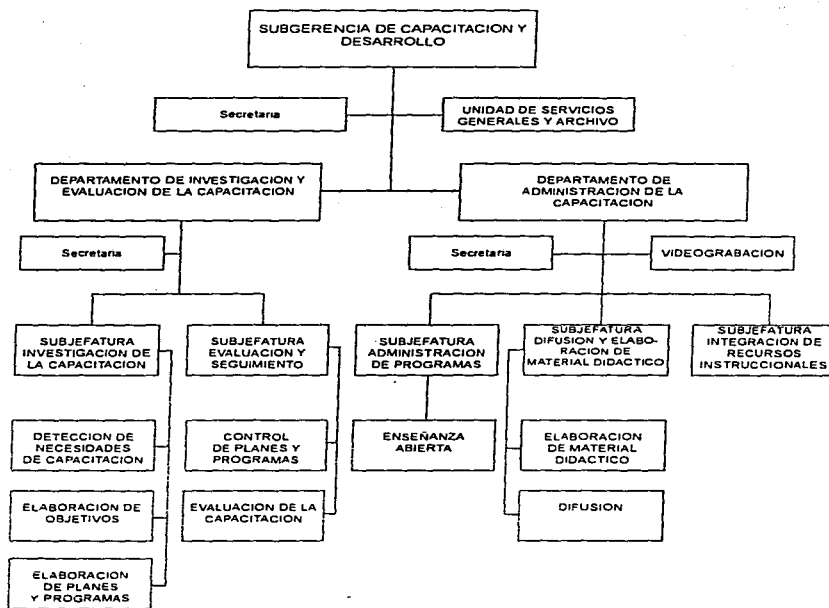 SUBGERENCIA DE CAPACITACION Y
DESARROLLO
Secretaria
UNIDAD DE SERVICIOS
GENERALES Y ARCHIVO
DEPARTAMENTO DE INVESTIGACION Y
EVALUACION DE LA CAPACITACION
DEPARTAMENTO DE
ADMINISTRACION DE LA
CAPACITACION
Secretaria
Secretaria
VIDEOGRABACION
SUBJEFATURA
INVESTIGACION DE
LA CAPACITACION
SUBJEFATURA
EVALUACION Y
SEGUIMIENTO
SUBJEFATURA
ADMINISTRACION
DE PROGRAMAS
SUBJEFATURA
DIFUSION Y ELABO-
RACION DE
MATERIAL DIDACTICO
SUBJEFATURA
INTEGRACION DE
RECURSOS
INSTRUCCIONALES
DETECCION DE
NECESIDADES
DE CAPACITACION
CONTROL
DE PLANES Y
PROGRAMAS
ENSEÑANZA
ABIERTA
ELABORACION
DE MATERIAL
DIDACTICO
ELABORACION
DE OBJETIVOS
EVALUACION DE LA
CAPACITACION
DIFUSION
ELABORACION
DE PLANES
Y PROGRAMAS